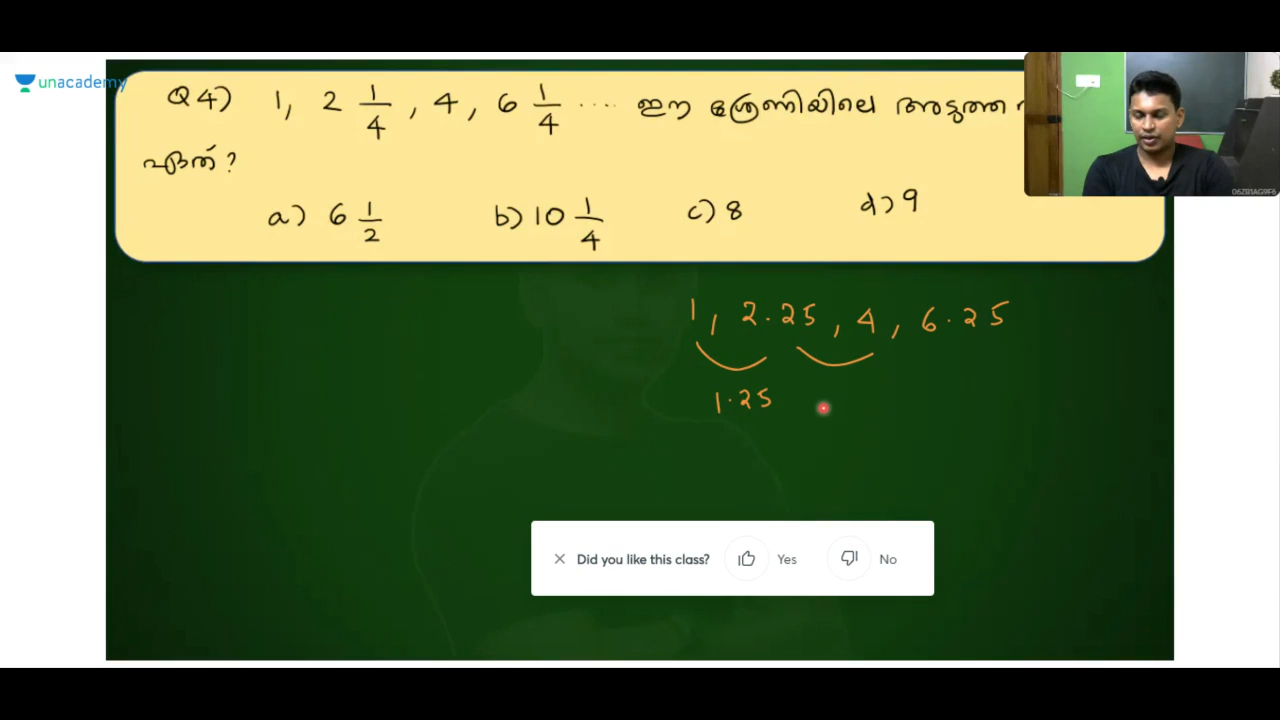 unacademy
Q4) 1, 2 1/4, 4, 6 1/4 .... ഈ ശ്രേണിയിലെ അടുത്ത
ഏത് ?
a) 6 1/2 b) 10 1/4 c) 8 d) 9
06ZB1AG9F6
1, 2.25, 4, 6.25
1.25
Did you like this class? Yes No